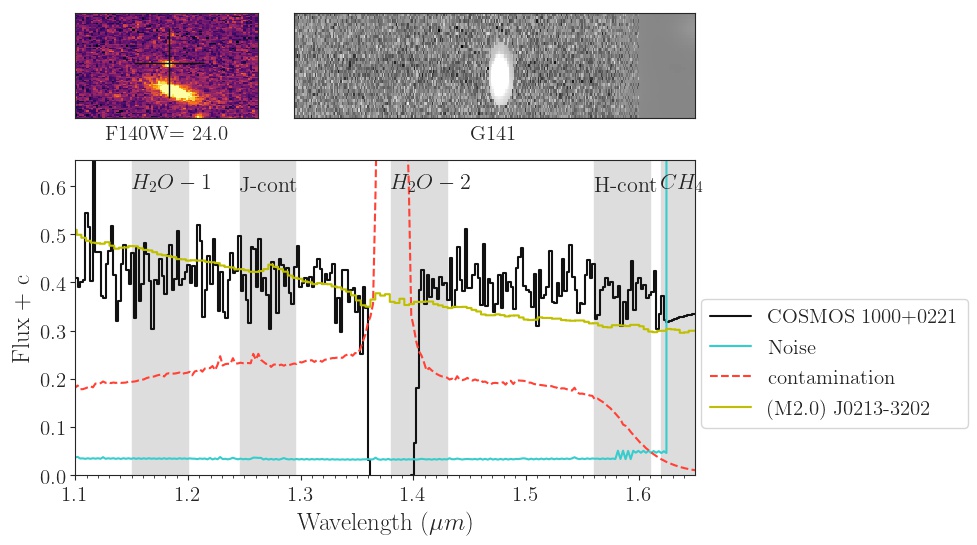 F140W= 24.0
G141
H₂O − 1
J-cont
H₂O − 2
H-cont
CH₄
0.6
0.5
0.4
0.3
0.2
0.1
0.0
Flux + c
1.1
1.2
1.3
1.4
1.5
1.6
Wavelength (μm)
COSMOS 1000+0221
Noise
contamination
(M2.0) J0213-3202